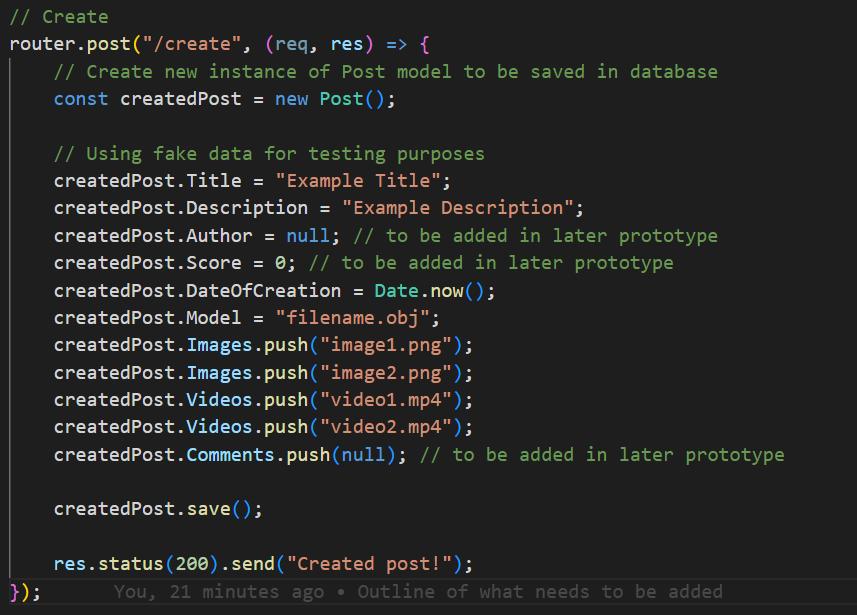 // Create
router.post("/create", (req, res) => {
    // Create new instance of Post model to be saved in database
    const createdPost = new Post();

    // Using fake data for testing purposes
    createdPost.Title = "Example Title";
    createdPost.Description = "Example Description";
    createdPost.Author = null; // to be added in later prototype
    createdPost.Score = 0; // to be added in later prototype
    createdPost.DateOfCreation = Date.now();
    createdPost.Model = "filename.obj";
    createdPost.Images.push("image1.png");
    createdPost.Images.push("image2.png");
    createdPost.Videos.push("video1.mp4");
    createdPost.Videos.push("video2.mp4");
    createdPost.Comments.push(null); // to be added in later prototype

    createdPost.save();

    res.status(200).send("Created post!");
});      You, 21 minutes ago • Outline of what needs to be added